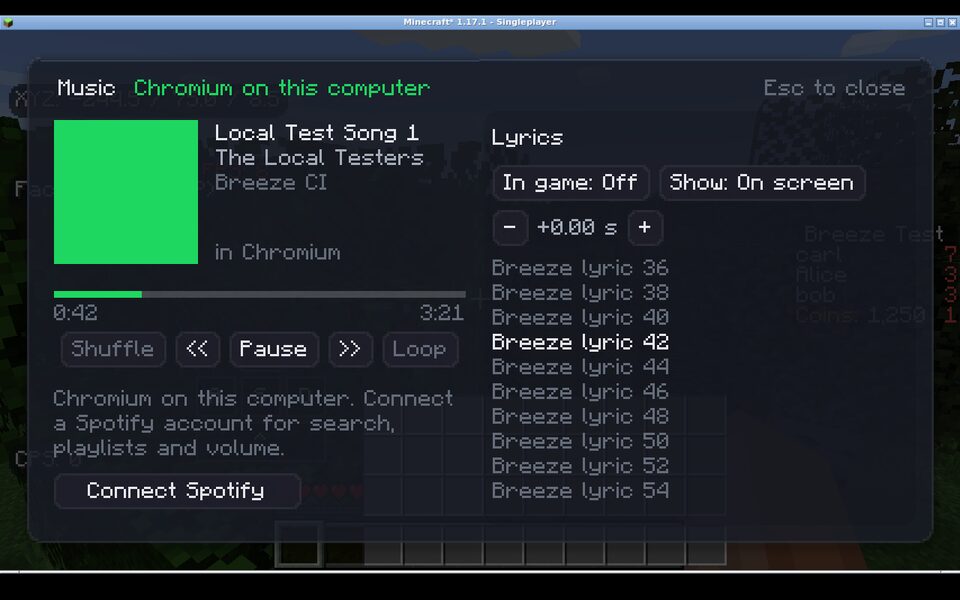 Minecraft* 1.17.1 - Singleplayer
Music Chromium on this computer
Esc to close
Local Test Song 1
The Local Testers
Breeze CI
in Chromium
0:42
3:21
Shuffle
<<
Pause
>>
Loop
Chromium on this computer. Connect
a Spotify account for search,
playlists and volume.
Connect Spotify
Lyrics
In game: Off
Show: On screen
- +0.00 s +
Breeze lyric 36
Breeze lyric 38
Breeze lyric 40
Breeze lyric 42
Breeze lyric 44
Breeze lyric 46
Breeze lyric 48
Breeze lyric 50
Breeze lyric 52
Breeze lyric 54
Breeze Test
carl 7
Alice 3
bob 3
Coins: 1,250 1